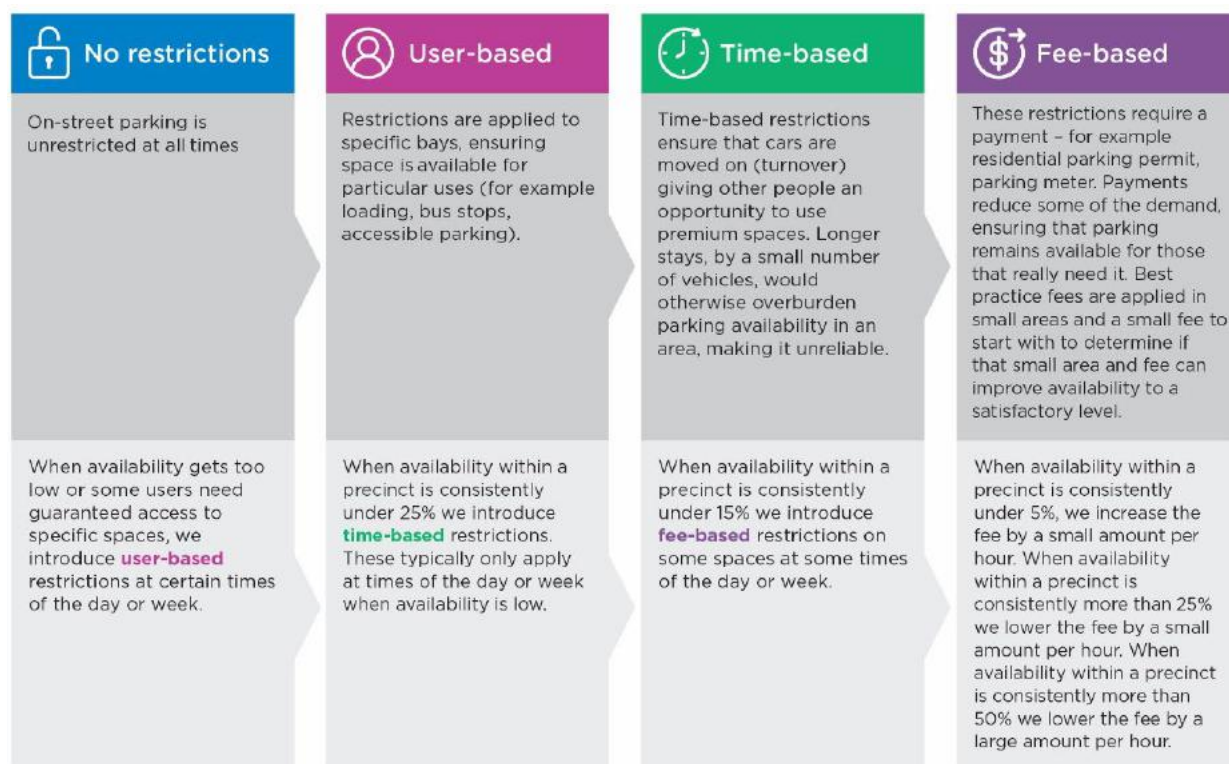 No restrictions
On-street parking is
unrestricted at all times
When availability gets too
low or some users need
guaranteed access to
specific spaces, we
introduce user-based
restrictions at certain times
of the day or week.
User-based
Restrictions are applied to
specific bays, ensuring
space is available for
particular uses (for example
loading, bus stops,
accessible parking).
When availability within a
precinct is consistently
under 25% we introduce
time-based restrictions.
These typically only apply
at times of the day or week
when availability is low.
Time-based
Time-based restrictions
ensure that cars are
moved on (turnover)
giving other people an
opportunity to use
premium spaces. Longer
stays, by a small number
of vehicles, would
otherwise overburden
parking availability in an
area, making it unreliable.
When availability within a
precinct is consistently
under 15% we introduce
fee-based restrictions on
some spaces at some times
of the day or week.
$ Fee-based
These restrictions require a
payment – for example
residential parking permit,
parking meter. Payments
reduce some of the demand,
ensuring that parking
remains available for those
that really need it. Best
practice fees are applied in
small areas and a small fee to
start with to determine if
that small area and fee can
improve availability to a
satisfactory level.
When availability within a
precinct is consistently
under 5%, we increase the
fee by a small amount per
hour. When availability
within a precinct is
consistently more than 25%
we lower the fee by a small
amount per hour. When
availability within a precinct
is consistently more than
50% we lower the fee by a
large amount per hour.